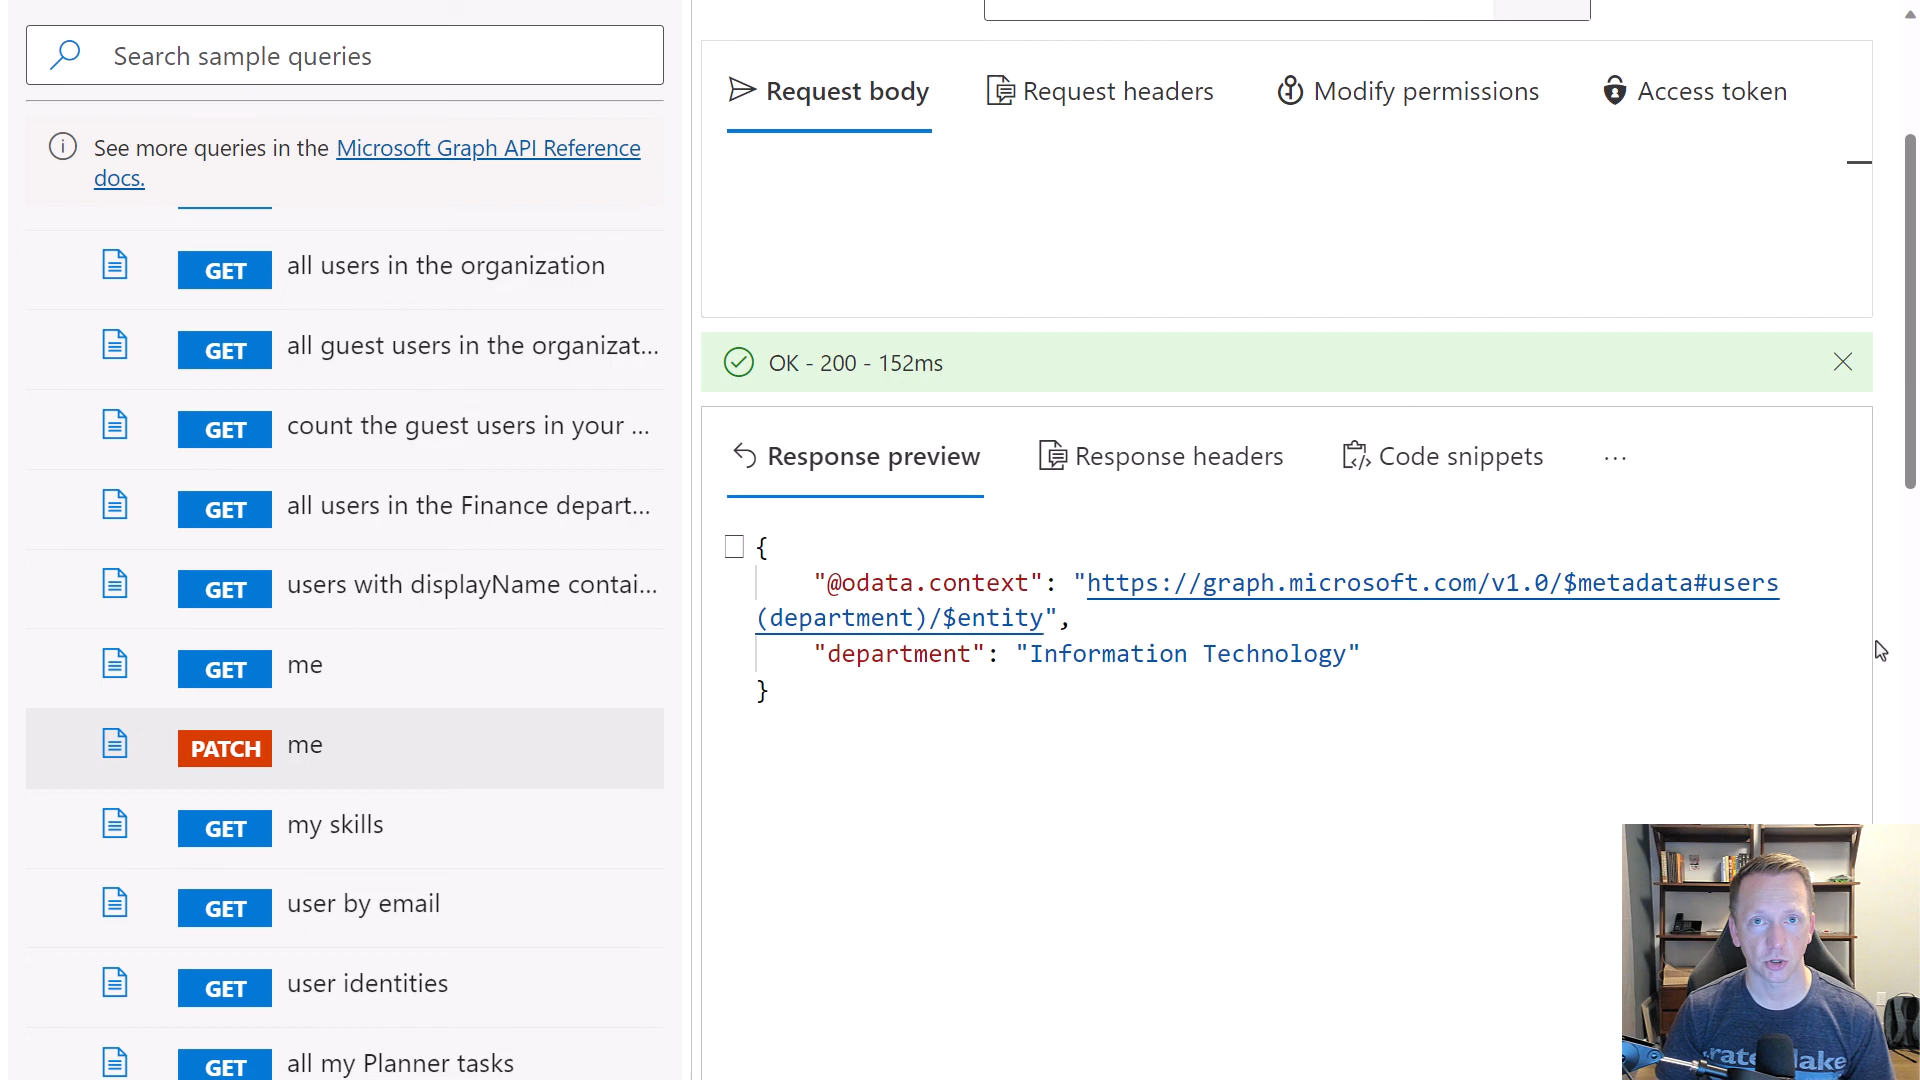 Search sample queries
See more queries in the Microsoft Graph API Reference
docs.
GET all users in the organization
GET all guest users in the organizat...
GET count the guest users in your ...
GET all users in the Finance depart...
GET users with displayName contai...
GET me
PATCH me
GET my skills
GET user by email
GET user identities
GET all my Planner tasks
Request body Request headers Modify permissions Access token
OK - 200 - 152ms
Response preview Response headers Code snippets ...
{
"@odata.context": "https://graph.microsoft.com/v1.0/$metadata#users
(department)/$entity",
"department": "Information Technology"
}